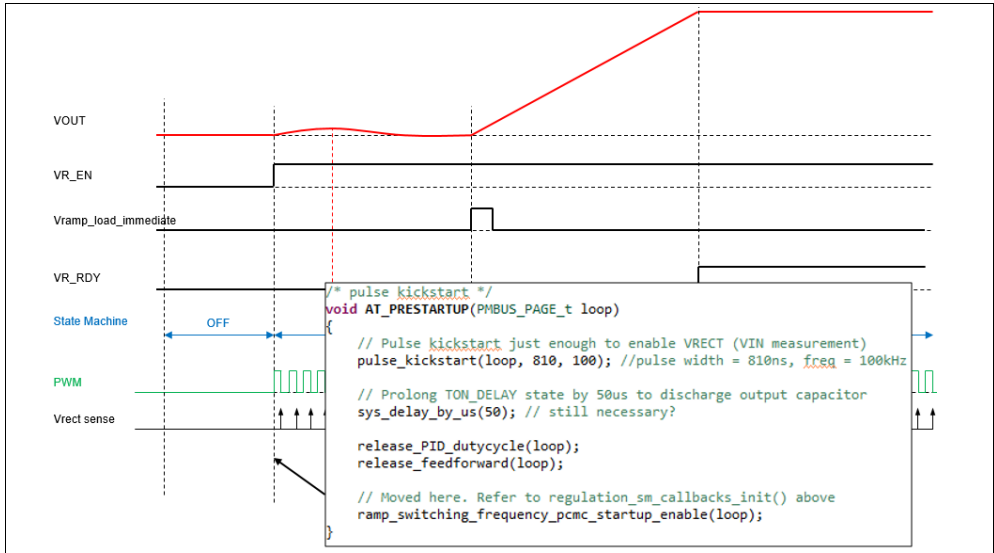 VOUT
VR_EN
Vramp_load_immediate
VR_RDY
State Machine
OFF
PWM
Vrect sense
/* pulse kickstart */
void AT_PRESTARTUP(PMBUS_PAGE_t loop)
{
// Pulse kickstart just enough to enable VRECT (VIN measurement)
pulse_kickstart(loop, 810, 100); //pulse width = 810ns, freq = 100kHz
// Prolong TON_DELAY state by 50us to discharge output capacitor
sys_delay_by_us(50); // still necessary?
release_PID_dutycycle(loop);
release_feedforward(loop);
// Moved here. Refer to regulation_sm_callbacks_init() above
ramp_switching_frequency_pcmc_startup_enable(loop);
}